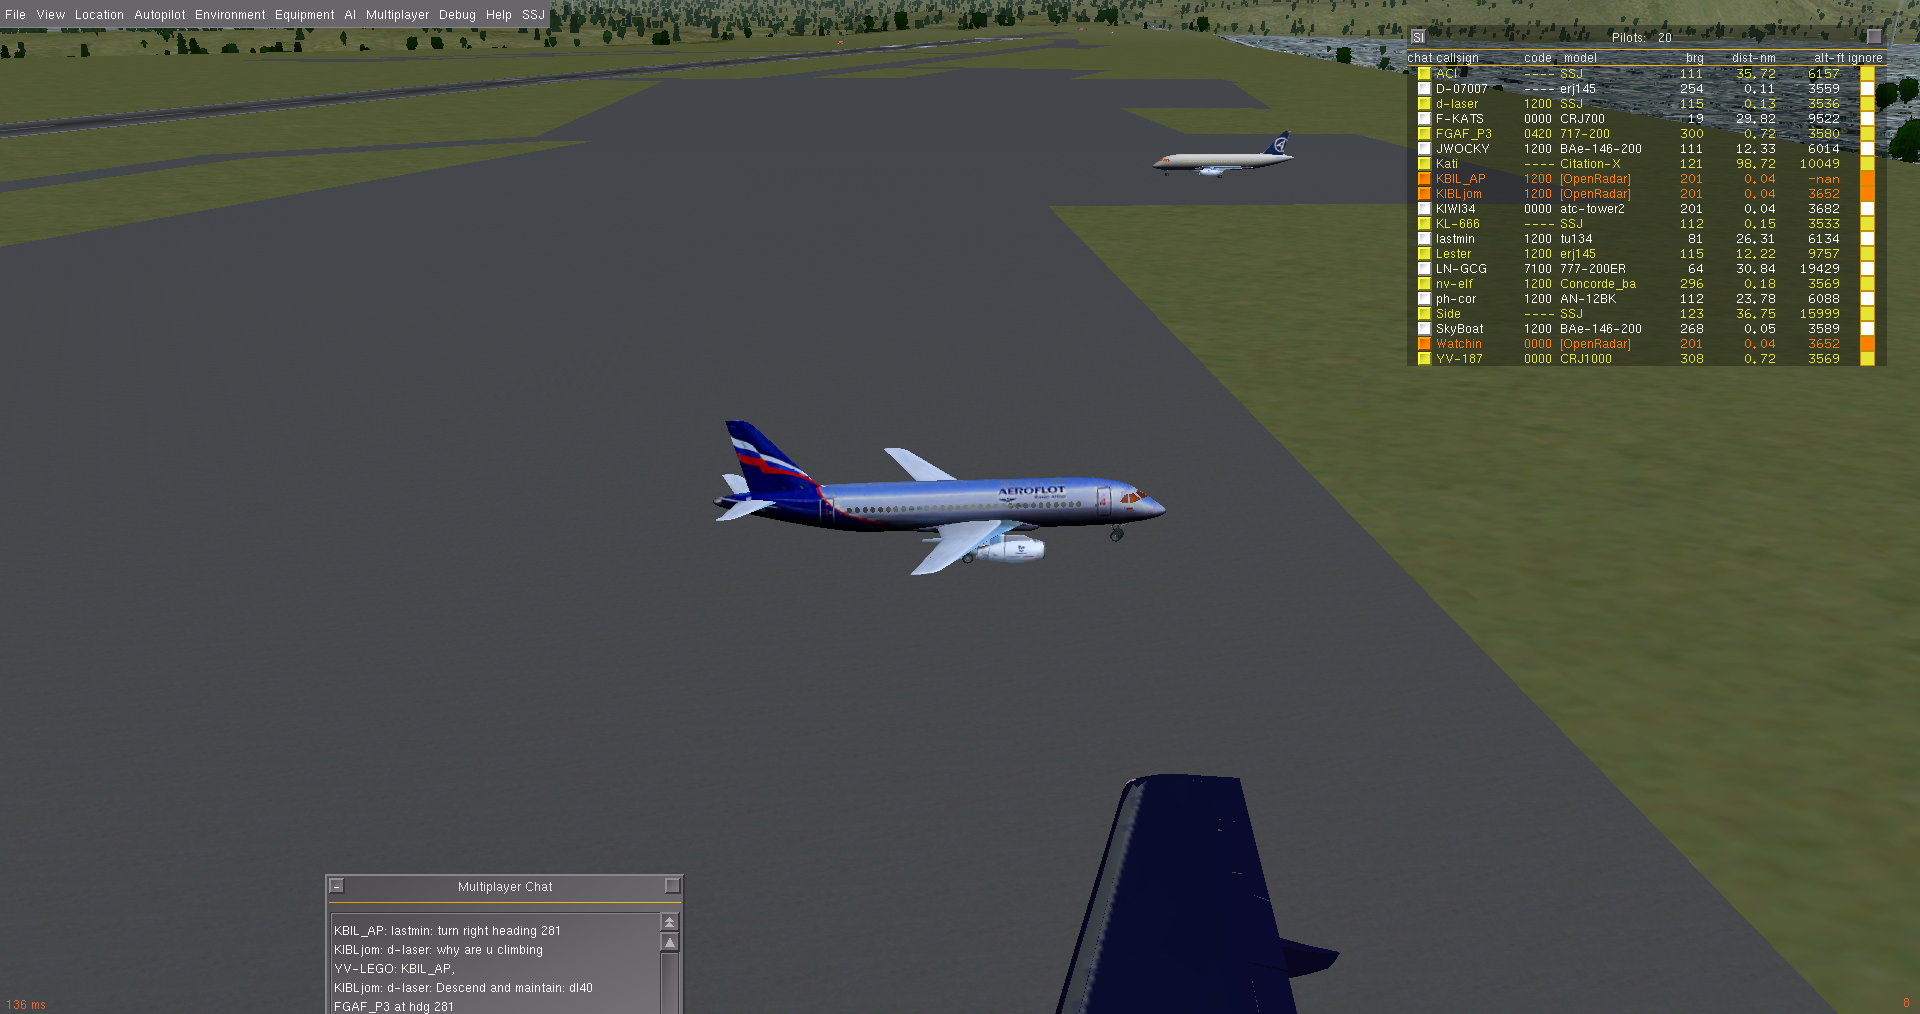 File View Location Autopilot Environment Equipment AI Multiplayer Debug Help SSJ
SI Pilots: 20
chat callsign code model brg dist-nm alt-ft ignore
ACI ---- SSJ 111 35.72 6157
D-07007 ---- erj145 254 0.11 3559
d-laser 1200 SSJ 115 0.13 3536
F-KATS 0000 CRJ700 19 29.82 9522
FGAF_P3 0420 717-200 300 0.72 3580
JWOCKY 1200 BAe-146-200 111 12.33 6014
Kati ---- Citation-X 121 98.72 10049
KBIL_AP 1200 [OpenRadar] 201 0.04 -nan
KIBLjom 1200 [OpenRadar] 201 0.04 3652
KIWI34 0000 atc-tower2 201 0.04 3682
KL-666 ---- SSJ 112 0.15 3533
lastmin 1200 tu134 81 26.31 6134
Lester 1200 erj145 115 12.22 9757
LN-GCG 7100 777-200ER 64 30.84 19429
nv-elf 1200 Concorde_ba 296 0.18 3569
ph-cor 1200 AN-12BK 112 23.78 6088
Side ---- SSJ 123 36.75 15999
SkyBoat 1200 BAe-146-200 268 0.05 3589
Watchin 0000 [OpenRadar] 201 0.04 3652
YV-187 0000 CRJ1000 308 0.72 3569
AEROFLOT
Multiplayer Chat
KBIL_AP: lastmin: turn right heading 281
KIBLjom: d-laser: why are u climbing
YV-LEGO: KBIL_AP,
KIBLjom: d-laser: Descend and maintain: dl40
FGAF_P3 at hdg 281
136 ms
8